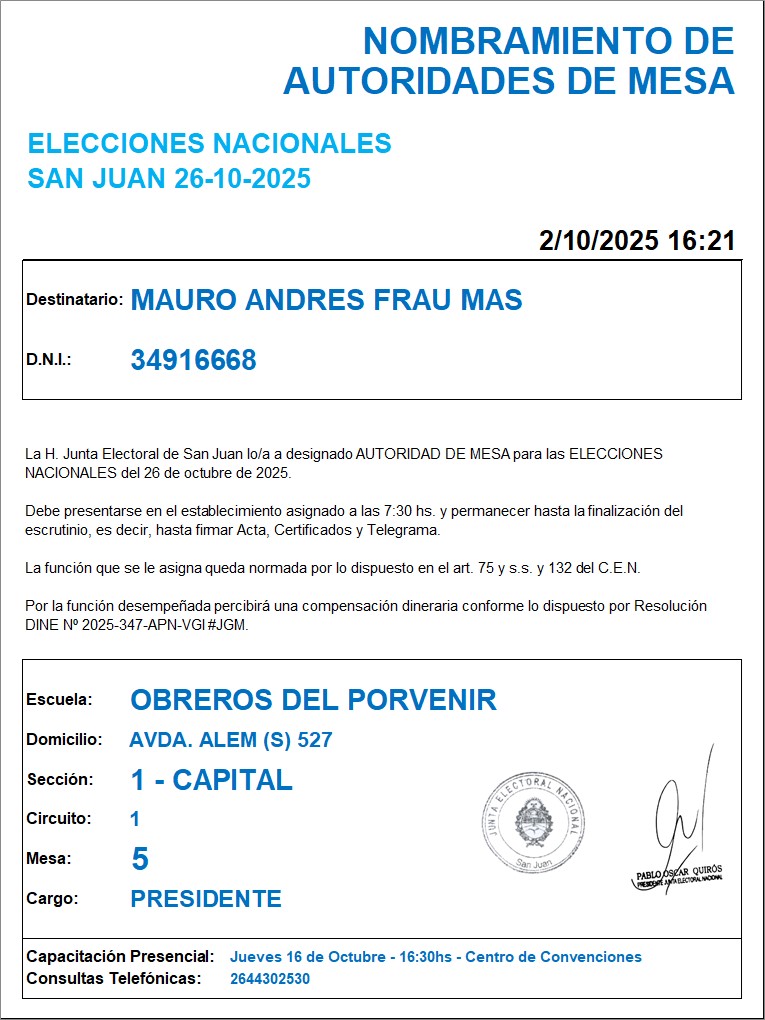 NOMBRAMIENTO DE
AUTORIDADES DE MESA
ELECCIONES NACIONALES
SAN JUAN 26-10-2025
2/10/2025 16:21
Destinatario: MAURO ANDRES FRAU MAS
D.N.I.: 34916668
La H. Junta Electoral de San Juan lo/a a designado AUTORIDAD DE MESA para las ELECCIONES
NACIONALES del 26 de octubre de 2025.
Debe presentarse en el establecimiento asignado a las 7:30 hs. y permanecer hasta la finalización del
escrutinio, es decir, hasta firmar Acta, Certificados y Telegrama.
La función que se le asigna queda normada por lo dispuesto en el art. 75 y s.s. y 132 del C.E.N.
Por la función desempeñada percibirá una compensación dineraria conforme lo dispuesto por Resolución
DINE Nº 2025-347-APN-VGI#JGM.
Escuela: OBREROS DEL PORVENIR
Domicilio: AVDA. ALEM (S) 527
Sección: 1 - CAPITAL
Circuito: 1
Mesa: 5
Cargo: PRESIDENTE
JUNTA ELECTORAL NACIONAL
San Juan
PABLO OSCAR QUIRÓS
PRESIDENTE JUNTA ELECTORAL NACIONAL
Capacitación Presencial: Jueves 16 de Octubre - 16:30hs - Centro de Convenciones
Consultas Telefónicas: 2644302530